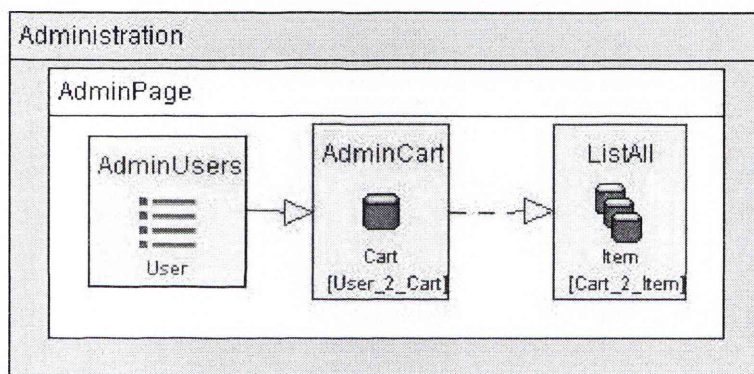 Administration
AdminPage
AdminUsers
User
AdminCart
Cart
[User_2_Cart]
ListAll
Item
[Cart_2_Item]